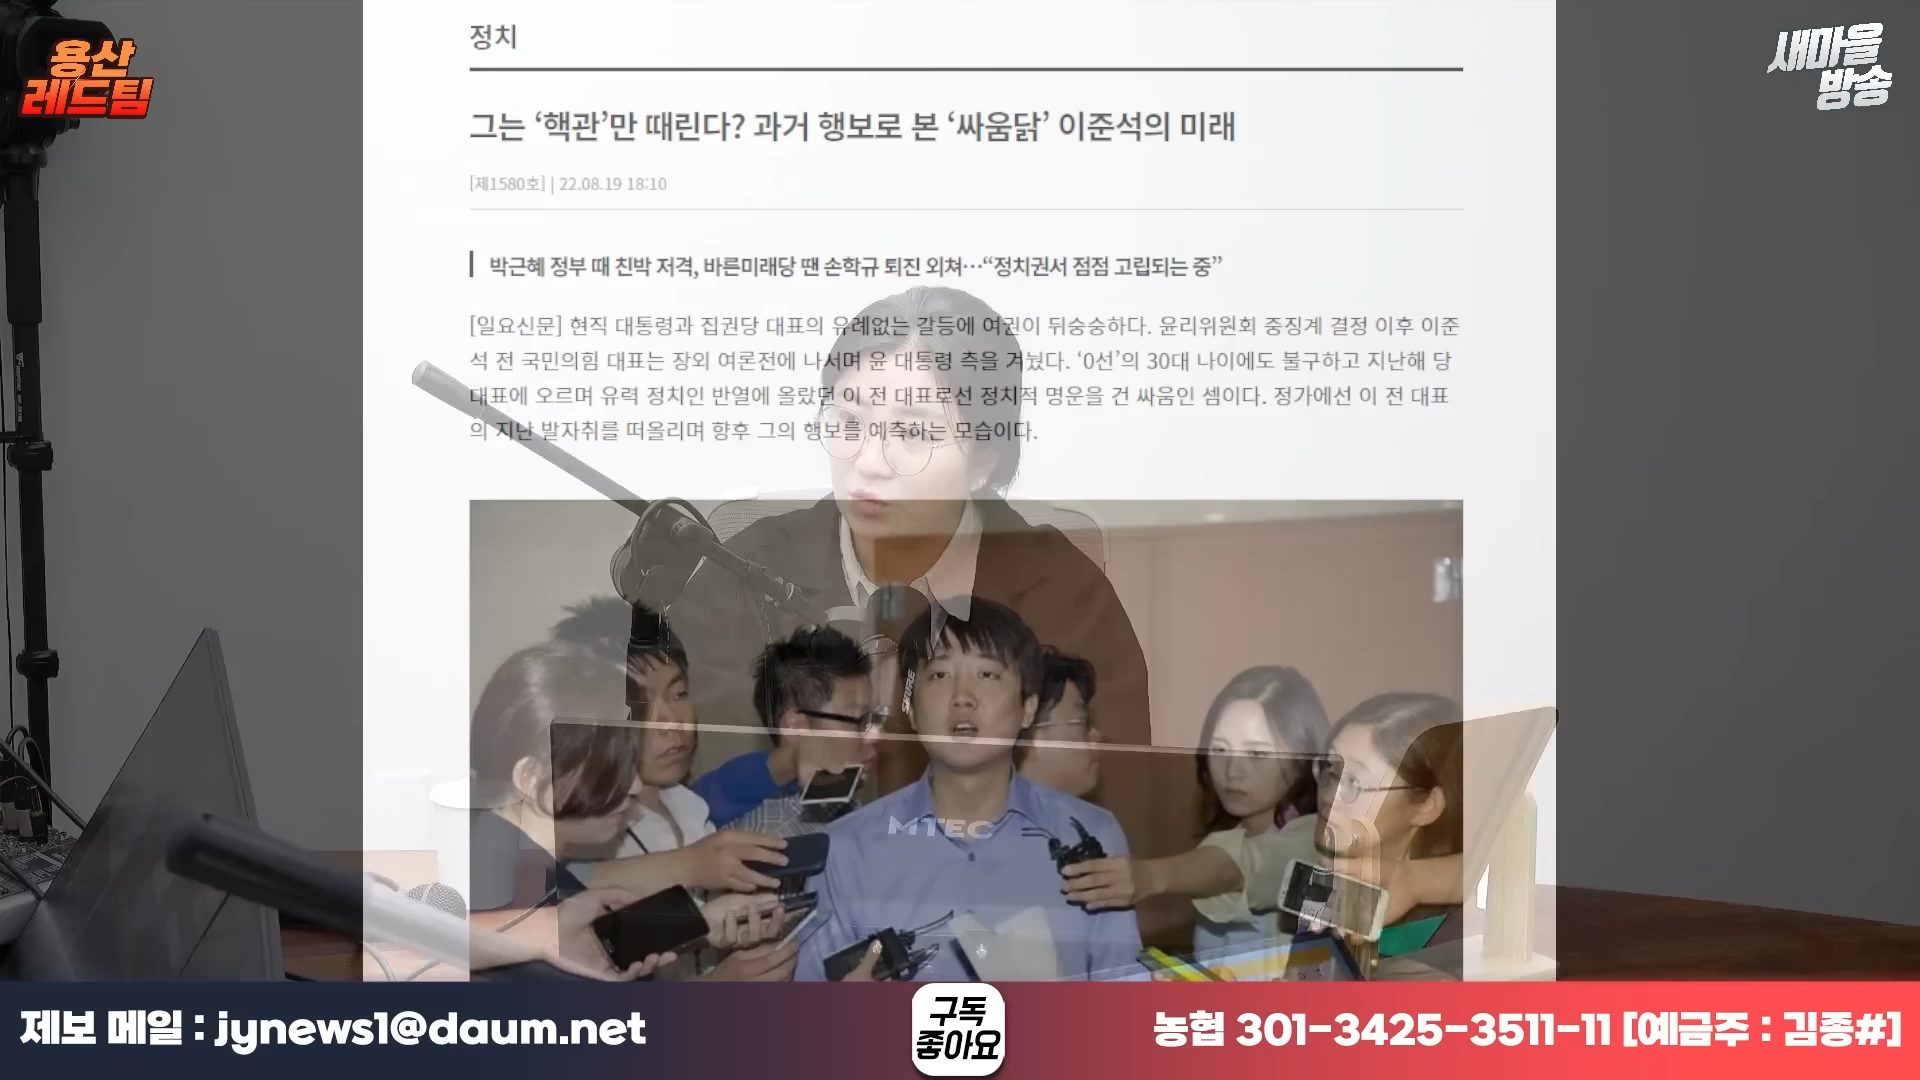 용산
레드팀
새마을
방송
정치
그는 ‘핵관’만 때린다? 과거 행보로 본 ‘싸움닭’ 이준석의 미래
[제1580호] | 22.08.19 18:10
박근혜 정부 때 친박 저격, 바른미래당 땐 손학규 퇴진 외쳐…“정치권서 점점 고립되는 중”
[일요신문] 현직 대통령과 집권당 대표의 유례없는 갈등에 여권이 뒤숭숭하다. 윤리위원회 중징계 결정 이후 이준
석 전 국민의힘 대표는 장외 여론전에 나서며 윤 대통령 측을 겨눴다. ‘0선’의 30대 나이에도 불구하고 지난해 당
대표에 오르며 유력 정치인 반열에 올랐던 이 전 대표로선 정치적 명운을 건 싸움인 셈이다. 정가에선 이 전 대표
의 지난 발자취를 떠올리며 향후 그의 행보를 예측하는 모습이다.
SHURE
MTEC
제보 메일 : jynews1@daum.net
구독
좋아요
농협 301-3425-3511-11 [예금주 : 김종#]